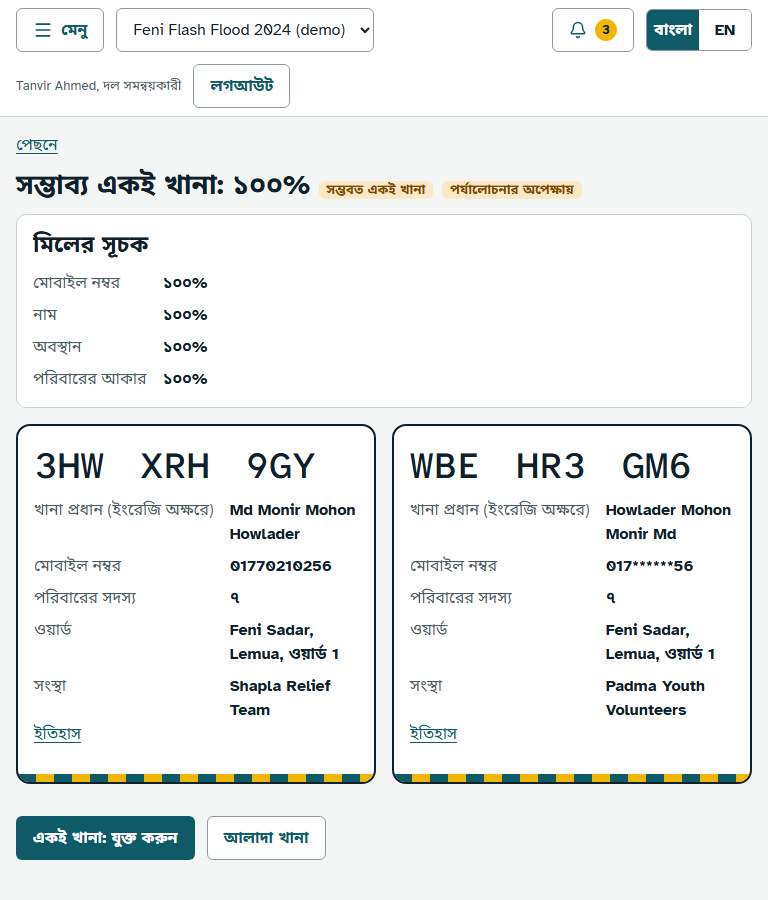 মেনু
Feni Flash Flood 2024 (demo)
3
বাংলা
EN
Tanvir Ahmed, দল সমন্বয়কারী
লগআউট
পেছনে
সম্ভাব্য একই খানা: ১০০% সম্ভবত একই খানা পর্যালোচনার অপেক্ষায়
মিলের সূচক
মোবাইল নম্বর ১০০%
নাম ১০০%
অবস্থান ১০০%
পরিবারের আকার ১০০%
3HW XRH 9GY
খানা প্রধান (ইংরেজি অক্ষরে) Md Monir Mohon
Howlader
মোবাইল নম্বর 01770210256
পরিবারের সদস্য ৭
ওয়ার্ড Feni Sadar,
Lemua, ওয়ার্ড 1
সংস্থা Shapla Relief
Team
ইতিহাস
WBE HR3 GM6
খানা প্রধান (ইংরেজি অক্ষরে) Howlader Mohon
Monir Md
মোবাইল নম্বর 017******56
পরিবারের সদস্য ৭
ওয়ার্ড Feni Sadar,
Lemua, ওয়ার্ড 1
সংস্থা Padma Youth
Volunteers
ইতিহাস
একই খানা: যুক্ত করুন
আলাদা খানা